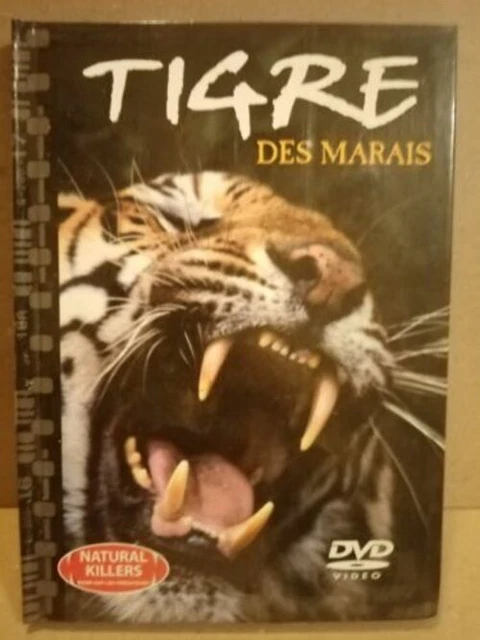 TIGRE
DES MARAIS
NATURAL
KILLERS
DVD
VIDEO